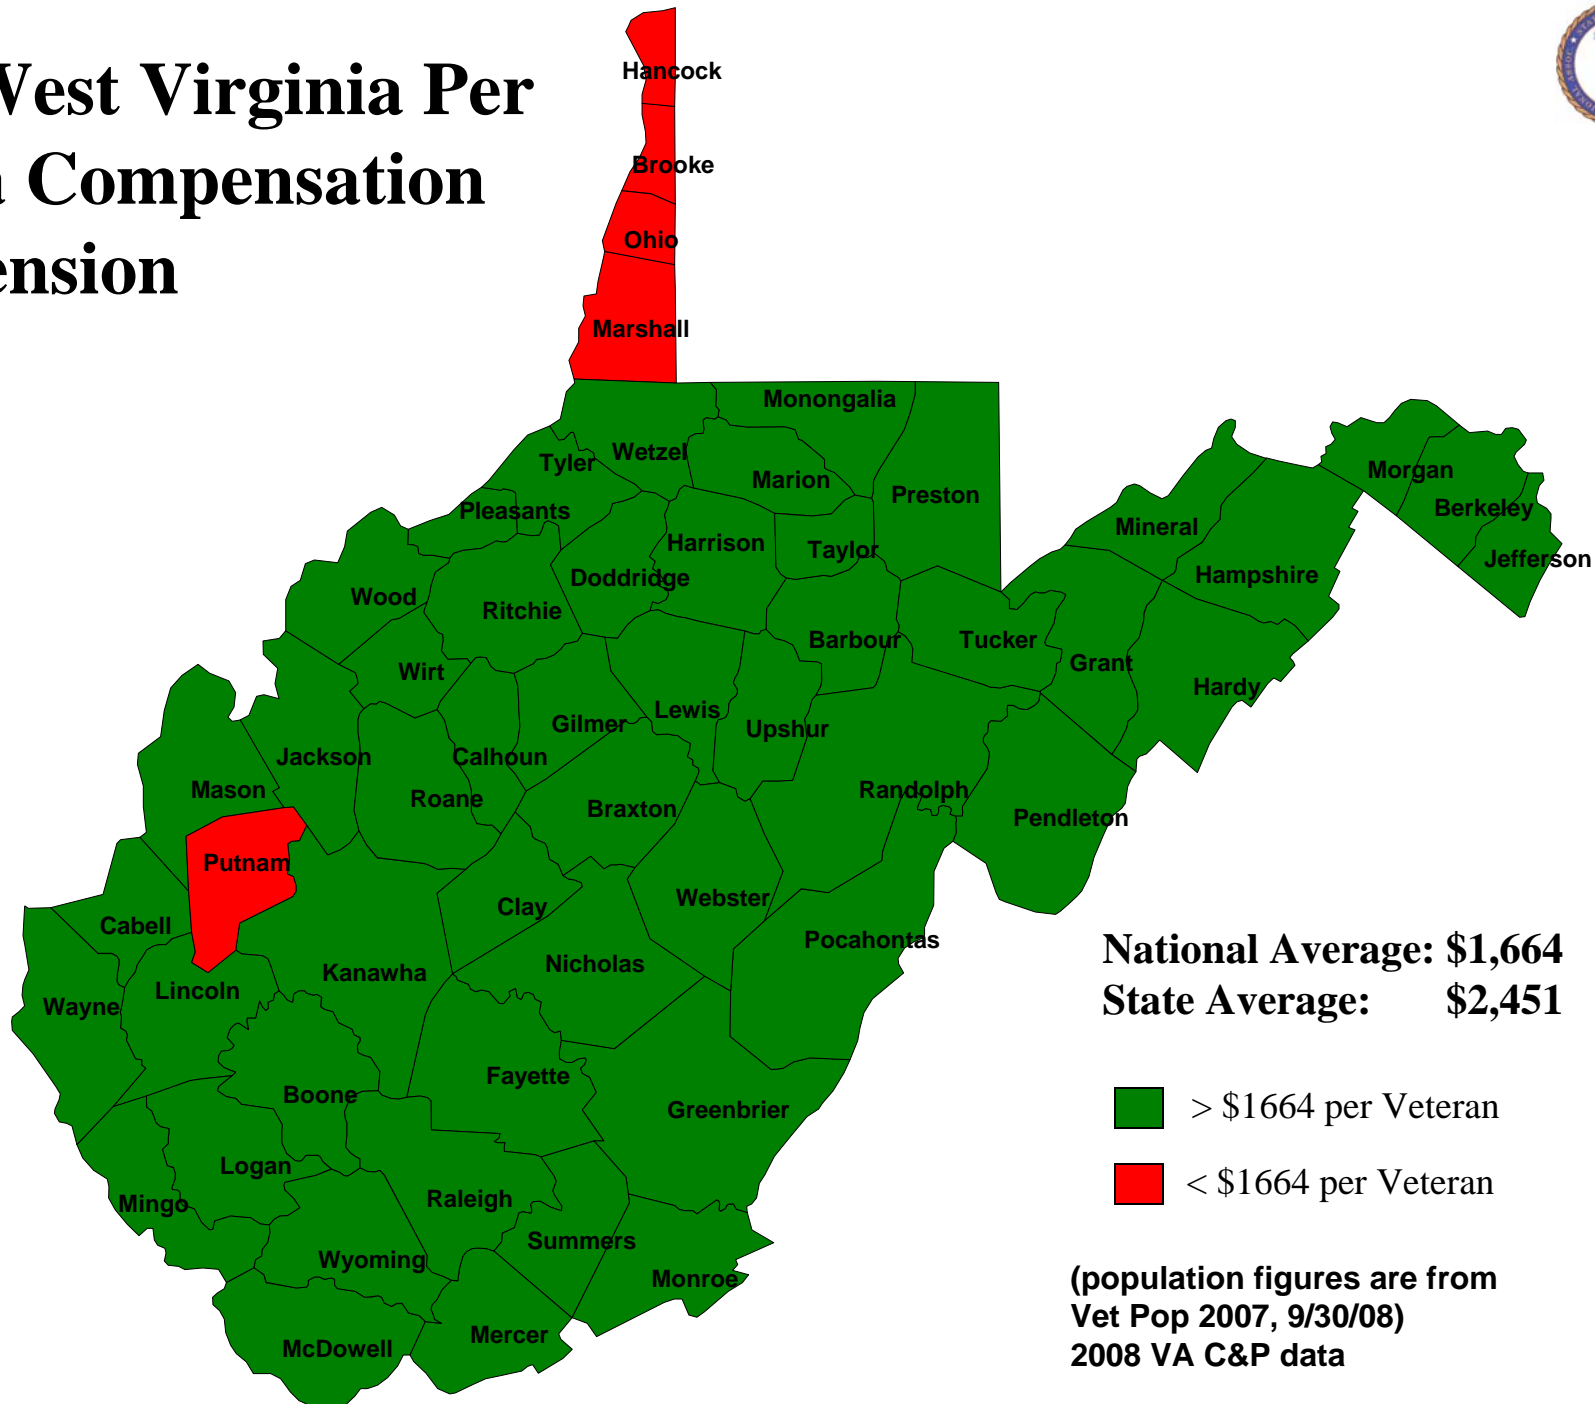 West Virginia Per
Compensation
National Average: $1,664
State Average: $2,451
> $1664 per Veteran
< $1664 per Veteran
(population figures are from
Vet Pop 2007, 9/30/08)
2008 VA C&P data
Hancock
Brooke
Ohio
Marshall
Monongalia
Wetzel
Tyler
Marion
Preston
Pleasants
Harrison
Taylor
Doddridge
Wood
Ritchie
Mineral
Morgan
Berkeley
Jefferson
Hampshire
Barbour
Tucker
Grant
Hardy
Wirt
Lewis
Gilmer
Upshur
Jackson
Calhoun
Mason
Roane
Braxton
Randolph
Pendleton
Putnam
Clay
Webster
Cabell
Pocahontas
Kanawha
Nicholas
Lincoln
Wayne
Fayette
Boone
Greenbrier
Logan
Mingo
Raleigh
Summers
Wyoming
Monroe
Mercer
McDowell